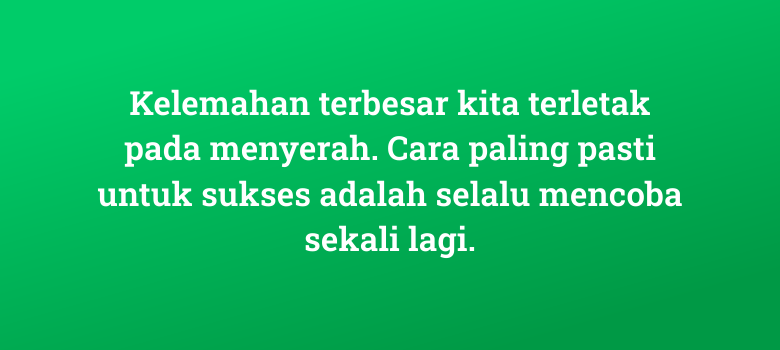 Kelemahan terbesar kita terletak
pada menyerah. Cara paling pasti
untuk sukses adalah selalu mencoba
sekali lagi.